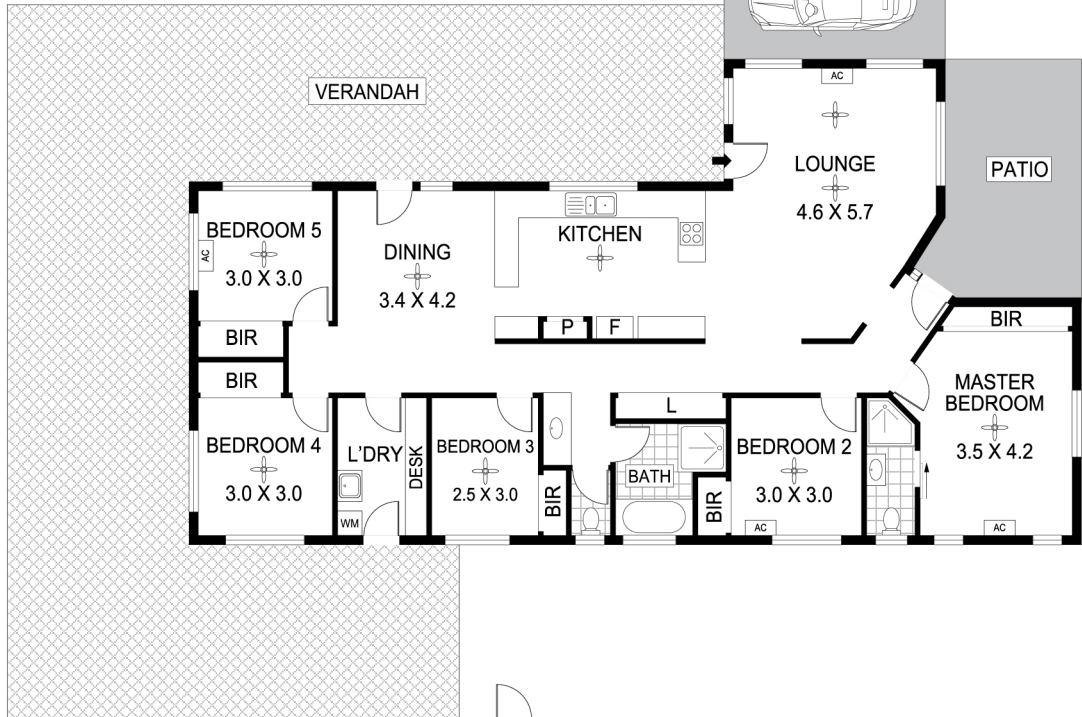 VERANDAH
AC
LOUNGE
4.6 X 5.7
PATIO
BEDROOM 5
AC
3.0 X 3.0
BIR
DINING
3.4 X 4.2
KITCHEN
P
F
BIR
BEDROOM 4
3.0 X 3.0
L'DRY
DESK
WM
BEDROOM 3
2.5 X 3.0
BIR
L
BATH
BIR
BEDROOM 2
3.0 X 3.0
AC
BIR
MASTER
BEDROOM
3.5 X 4.2
AC